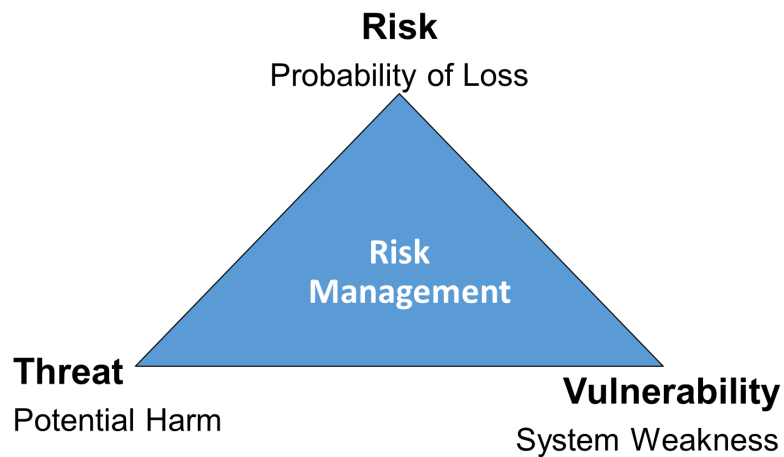 Risk
Probability of Loss
Risk
Management
Threat
Potential Harm
Vulnerability
System Weakness